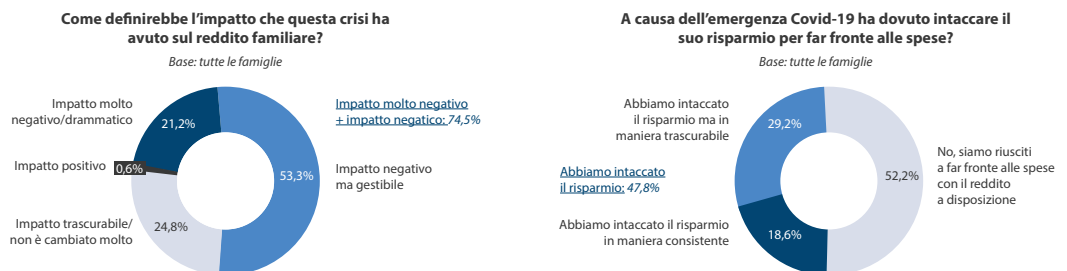 Come definirebbe l’impatto che questa crisi ha
avuto sul reddito familiare?
Base: tutte le famiglie
Impatto molto
negativo/drammatico
21,2%
Impatto molto negativo
+ impatto negatico: 74,5%
Impatto positivo
0,6%
53,3%
Impatto negativo
ma gestibile
Impatto trascurabile/
non è cambiato molto
24,8%
A causa dell’emergenza Covid-19 ha dovuto intaccare il
suo risparmio per far fronte alle spese?
Base: tutte le famiglie
Abbiamo intaccato
il risparmio ma in
maniera trascurabile
29,2%
Abbiamo intaccato
il risparmio: 47,8%
52,2%
No, siamo riusciti
a far fronte alle spese
con il reddito
a disposizione
Abbiamo intaccato il risparmio
in maniera consistente
18,6%